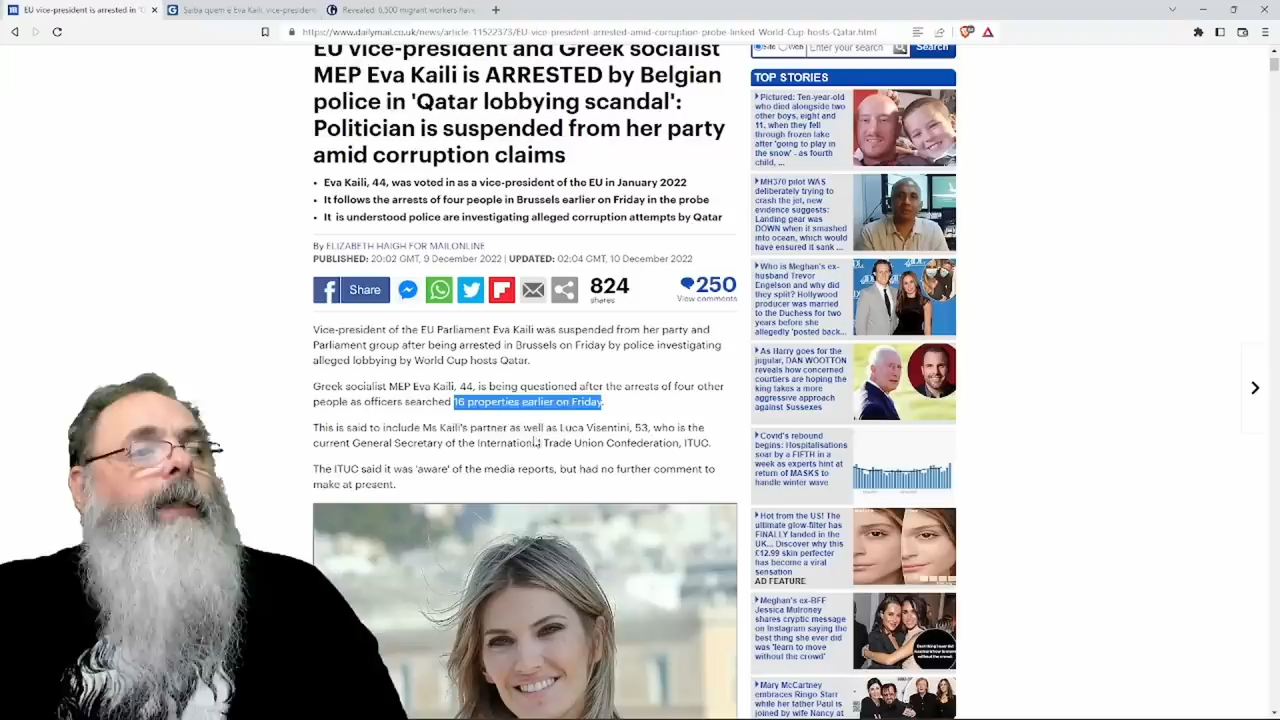 EU vice-president is arrested in 'C
Saiba quem é Eva Kaili, vice-presiden
Revealed: 6,500 migrant workers have
https://www.dailymail.co.uk/news/article-11522373/EU-vice-president-arrested-amid-corruption-probe-linked-World-Cup-hosts-Qatar.html
EU vice-president and Greek socialist
MEP Eva Kaili is ARRESTED by Belgian
police in 'Qatar lobbying scandal':
Politician is suspended from her party
amid corruption claims
• Eva Kaili, 44, was voted in as a vice-president of the EU in January 2022
• It follows the arrests of four people in Brussels earlier on Friday in the probe
• It is understood police are investigating alleged corruption attempts by Qatar
By ELIZABETH HAIGH FOR MAILONLINE
PUBLISHED: 20:02 GMT, 9 December 2022 | UPDATED: 02:04 GMT, 10 December 2022
Share
824
shares
250
View comments
Vice-president of the EU Parliament Eva Kaili was suspended from her party and
Parliament group after being arrested in Brussels on Friday by police investigating
alleged lobbying by World Cup hosts Qatar.
Greek socialist MEP Eva Kaili, 44, is being questioned after the arrests of four other
people as officers searched 16 properties earlier on Friday.
This is said to include Ms Kaili's partner as well as Luca Visentini, 53, who is the
current General Secretary of the International Trade Union Confederation, ITUC.
The ITUC said it was 'aware' of the media reports, but had no further comment to
make at present.
Site Web Enter your search Search
TOP STORIES
Pictured: Ten-year-old
who died alongside two
other boys, eight and
11, when they fell
through frozen lake
after 'going to play in
the snow' - as fourth
child, ...
MH370 pilot WAS
deliberately trying to
crash the jet, new
evidence suggests:
Landing gear was
DOWN when it smashed
into ocean, which would
have ensured it sank ...
Who is Meghan's ex-
husband Trevor
Engelson and why did
they split? Hollywood
producer was married
to the Duchess for two
years before she
allegedly 'posted back...
As Harry goes for the
jugular, DAN WOOTTON
reveals how concerned
courtiers are hoping the
king takes a more
aggressive approach
against Sussexes
Covid's rebound
begins: Hospitalisations
soar by a FIFTH in a
week as experts hint at
return of MASKS to
handle winter wave
Hot from the US! The
ultimate glow-filter has
FINALLY landed in the
UK... Discover why this
£12.99 skin perfecter
has become a viral
sensation
AD FEATURE
Meghan's ex-BFF
Jessica Mulroney
shares cryptic message
on Instagram saying the
best thing she ever did
was 'learn to move
without the crowd'
Mary McCartney
embraces Ringo Starr
while her father Paul is
joined by wife Nancy at